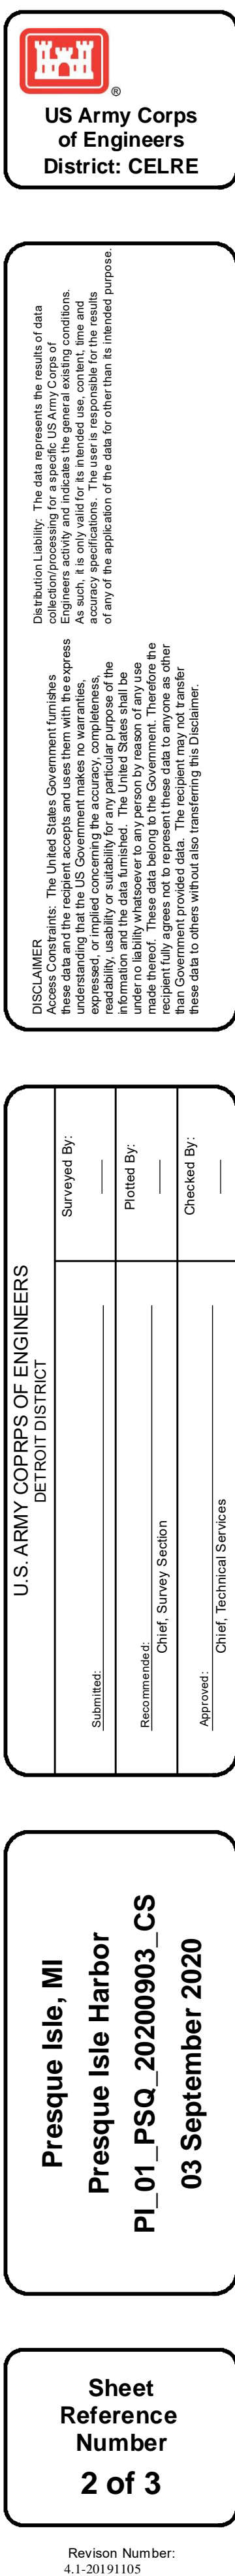 ®
US Army Corps
of Engineers
District: CELRE
DISCLAIMER
Access Constraints: The United States Government furnishes
these data and the recipient accepts and uses them with the express
understanding that the US Government makes no warranties,
expressed, or implied concerning the accuracy, completeness,
readability, usability or suitability for any particular purpose of the
information and the data furnished. The United States shall be
under no liability whatsoever to any person by reason of any use
made thereof. These data belong to the Government. Therefore the
recipient fully agrees not to represent these data to anyone as other
than Government provided data. The recipient may not transfer
these data to others without also transferring this Disclaimer.
Distribution Liability: The data represents the results of data
collection/processing for a specific US Army Corps of
Engineers activity and indicates the general existing conditions.
As such, it is only valid for its intended use, content, time and
accuracy specifications. The user is responsible for the results
of any of the application of the data for other than its intended purpose.
U.S. ARMY COPRPS OF ENGINEERS
DETROIT DISTRICT
Submitted:
Surveyed By:
Recommended:
Chief, Survey Section
Plotted By:
Approved:
Chief, Technical Services
Checked By:
Presque Isle, MI
Presque Isle Harbor
PI_01_PSQ_20200903_CS
03 September 2020
Sheet
Reference
Number
2 of 3
Revison Number:
4.1-20191105